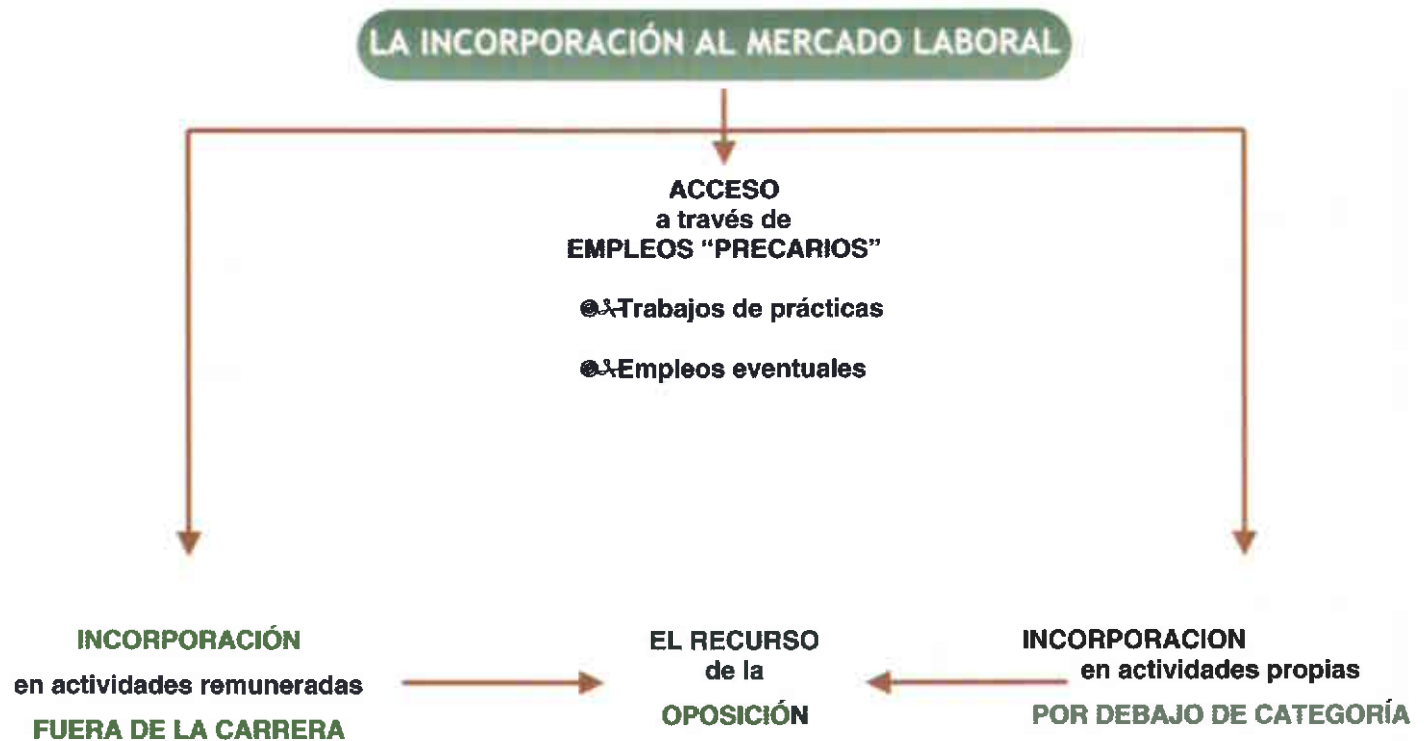 LA INCORPORACIÓN AL MERCADO LABORAL
ACCESO
a través de
EMPLEOS “PRECARIOS”
Trabajos de prácticas
Empleos eventuales
INCORPORACIÓN
en actividades remuneradas
FUERA DE LA CARRERA
EL RECURSO
de la
OPOSICIÓN
INCORPORACION
en actividades propias
POR DEBAJO DE CATEGORÍA